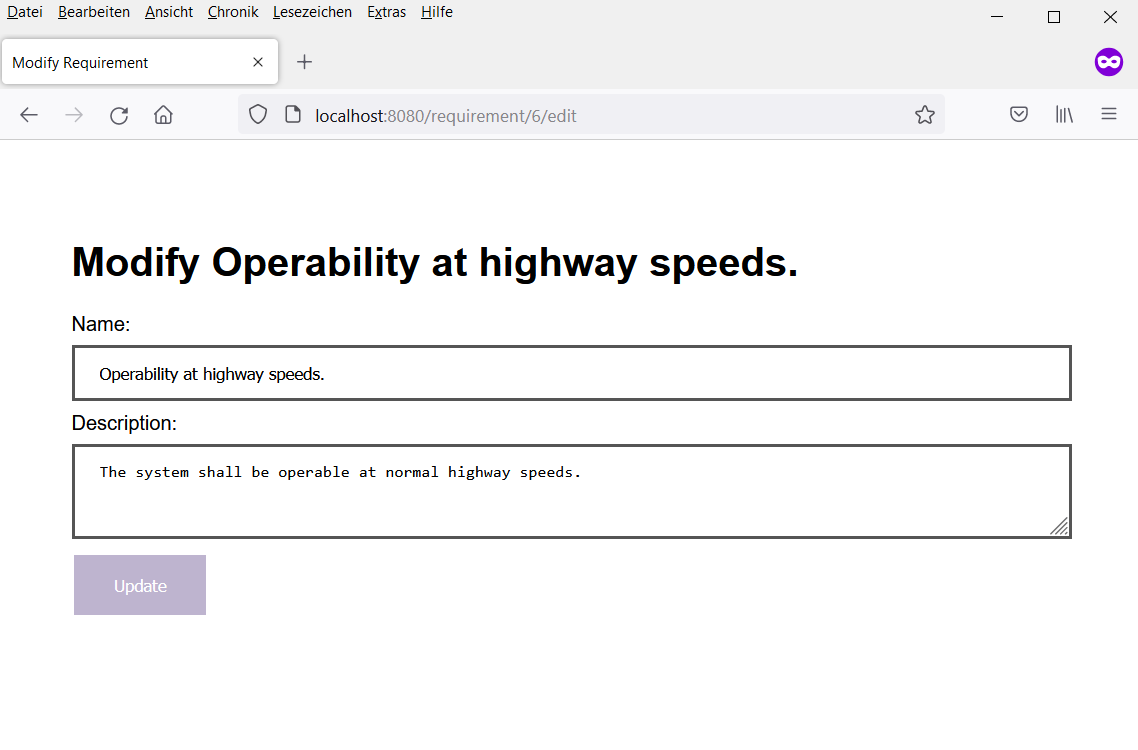 Datei Bearbeiten Ansicht Chronik Lesezeichen Extras Hilfe
Modify Requirement
localhost:8080/requirement/6/edit
Modify Operability at highway speeds.
Name:
Operability at highway speeds.
Description:
The system shall be operable at normal highway speeds.
Update